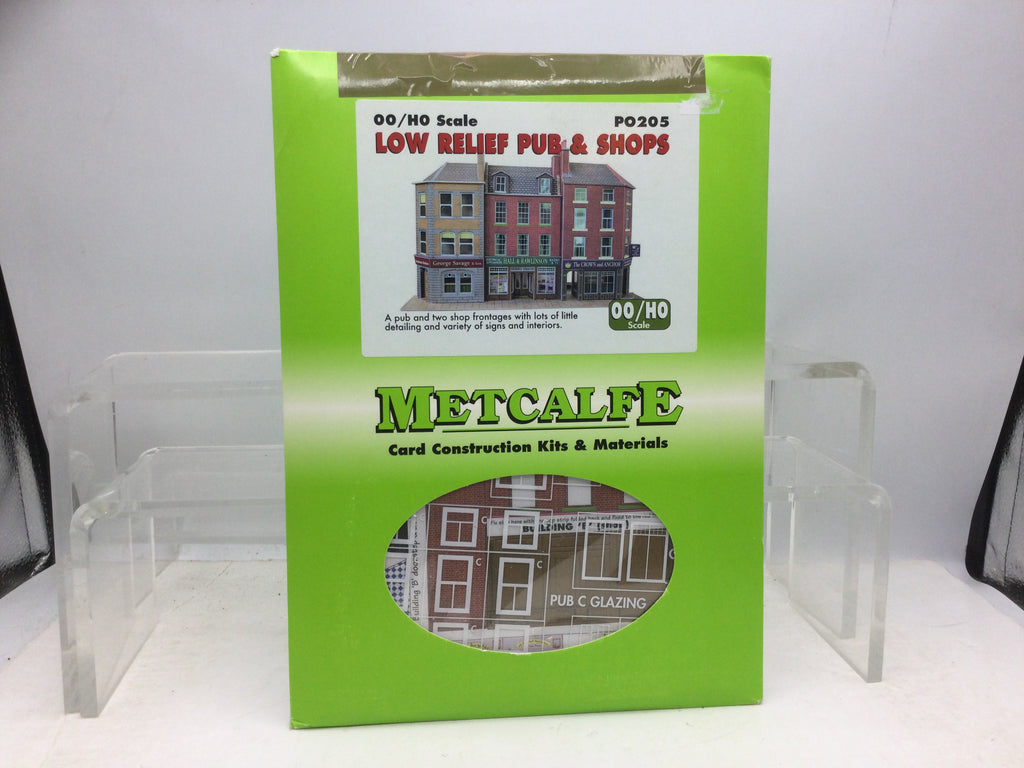 OO/HO Scale PO205
LOW RELIEF PUB & SHOPS
George Savage & Son
HALL & RAWLINSON
The CROWN and ANCHOR
A pub and two shop frontages with lots of little
detailing and variety of signs and interiors.
OO/HO
Scale
METCALFE
Card Construction Kits & Materials
C
C
C
C
C
PUB C GLAZING